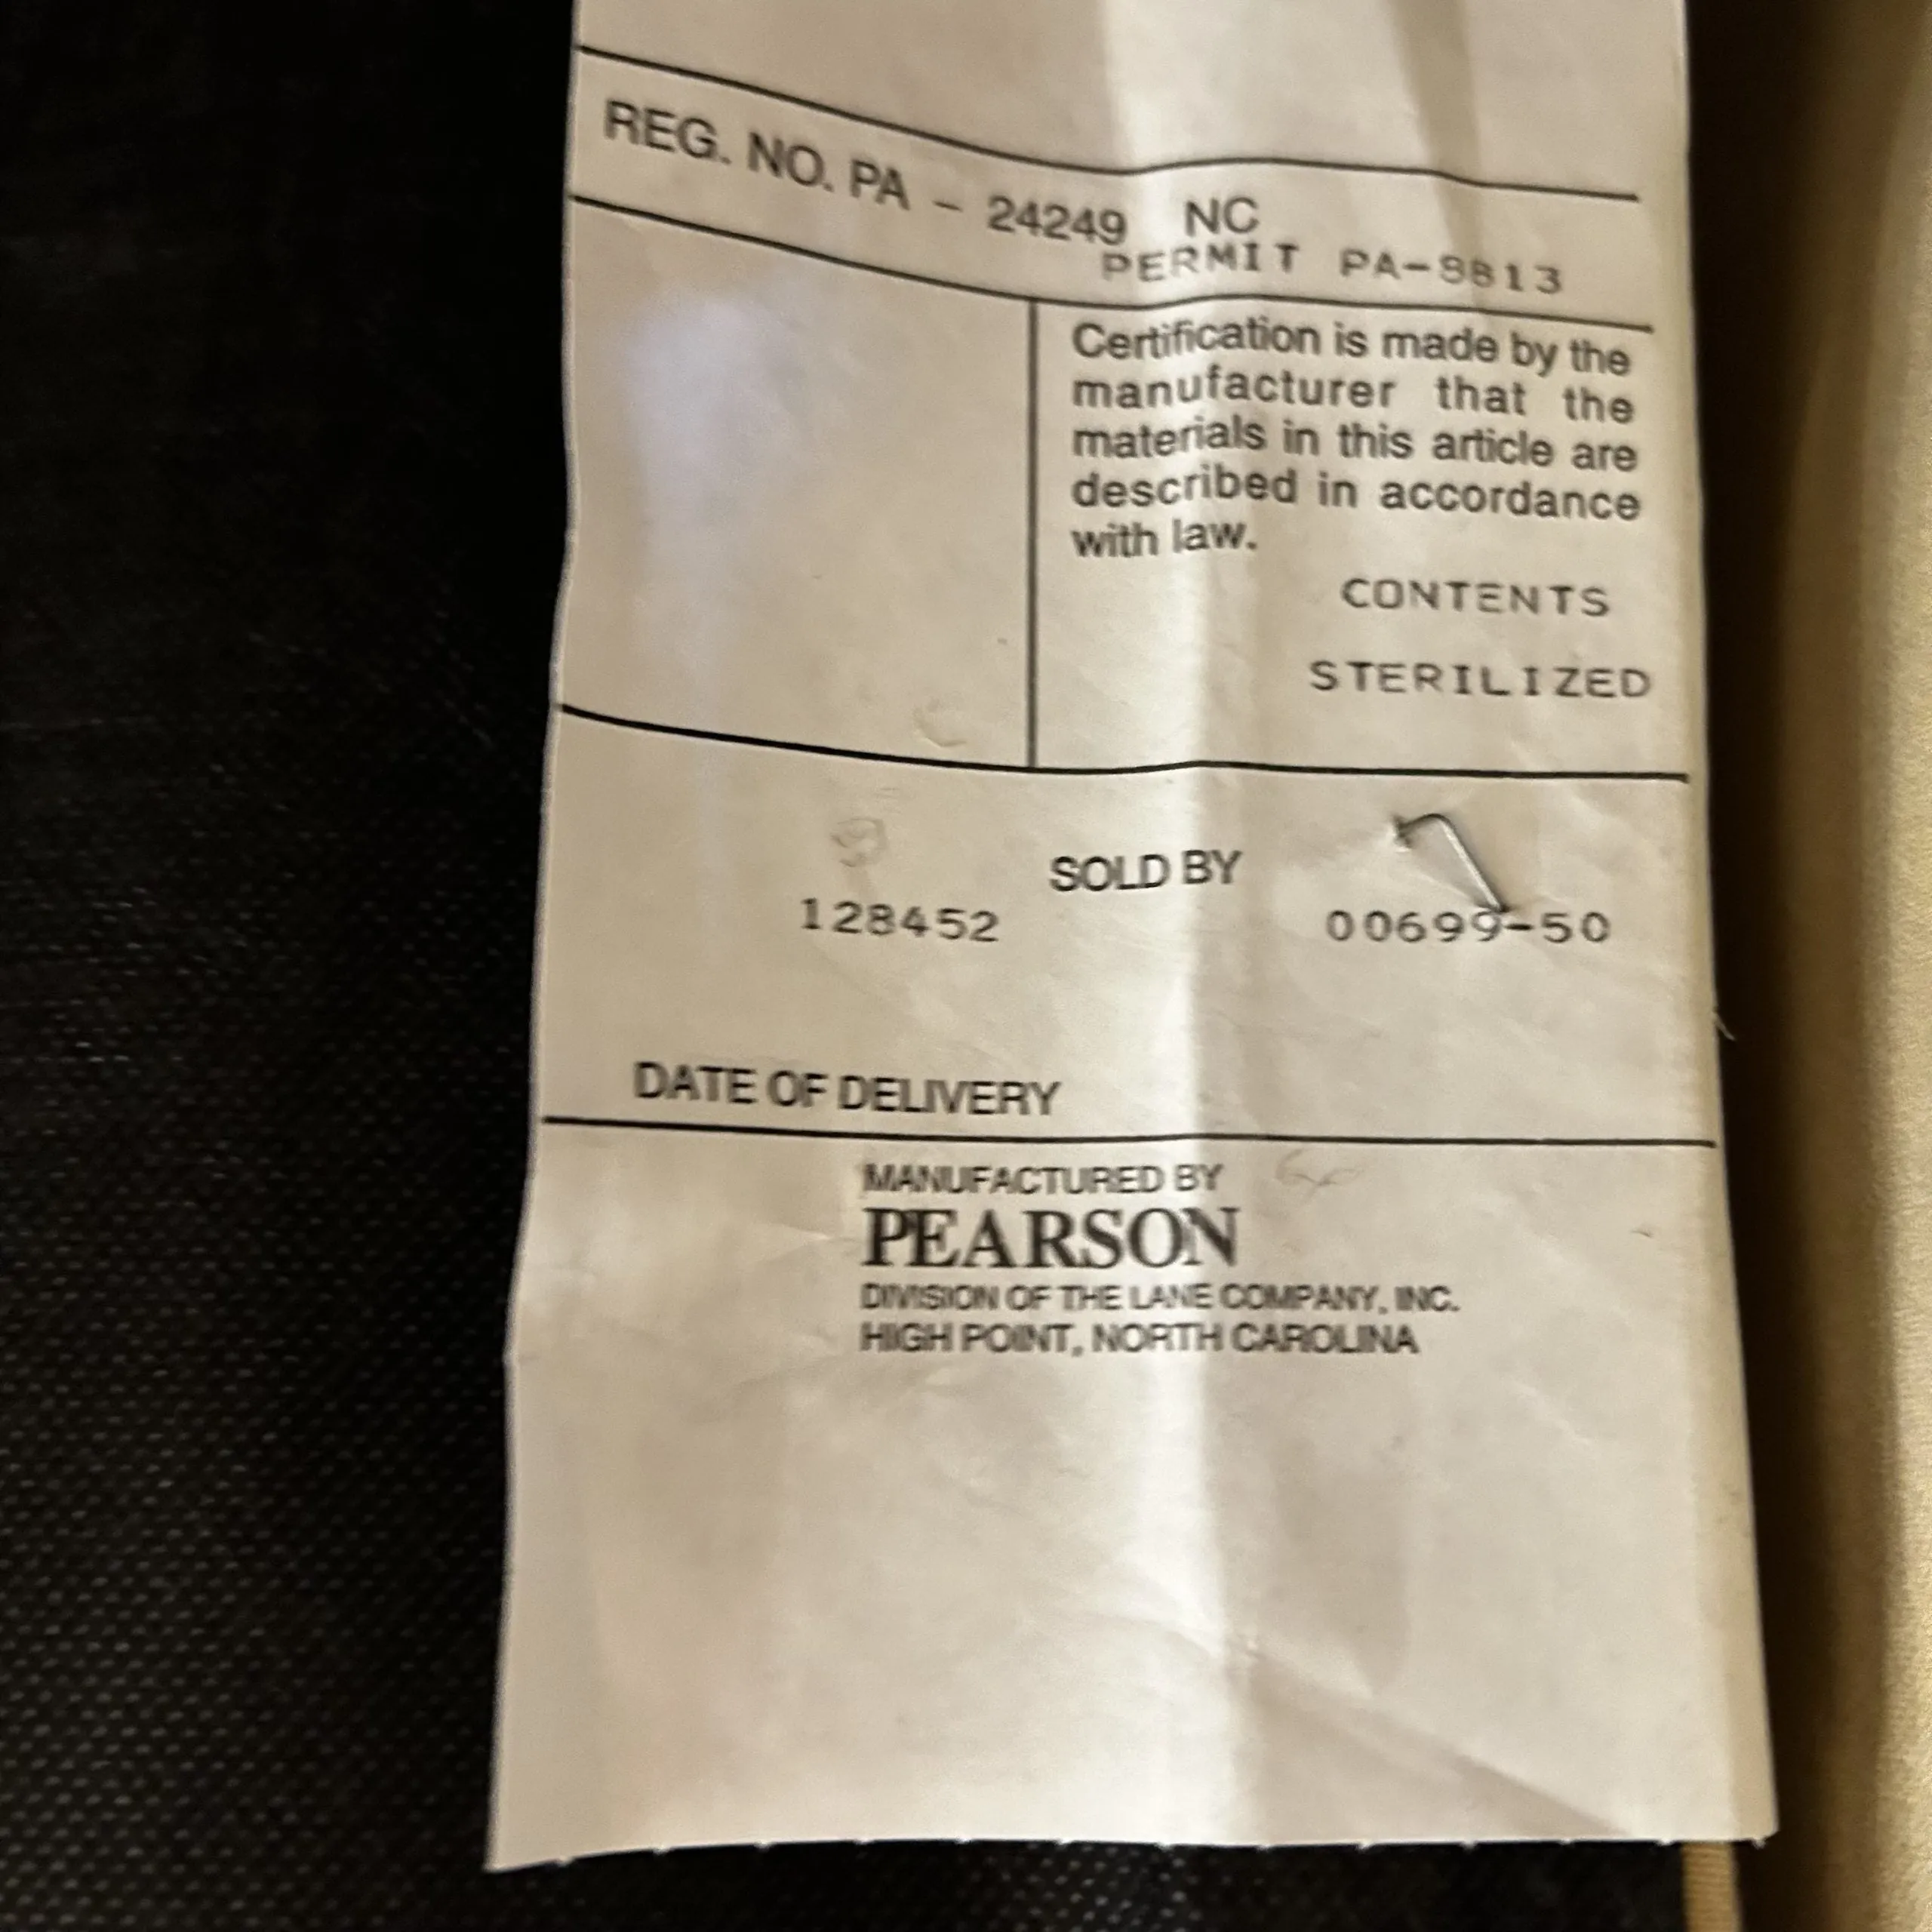 REG. NO. PA - 24249 NC
PERMIT PA-8813
Certification is made by the
manufacturer that the
materials in this article are
described in accordance
with law.
CONTENTS
STERILIZED
SOLD BY
128452 00699-50
DATE OF DELIVERY
MANUFACTURED BY
PEARSON
DIVISION OF THE LANE COMPANY, INC.
HIGH POINT, NORTH CAROLINA